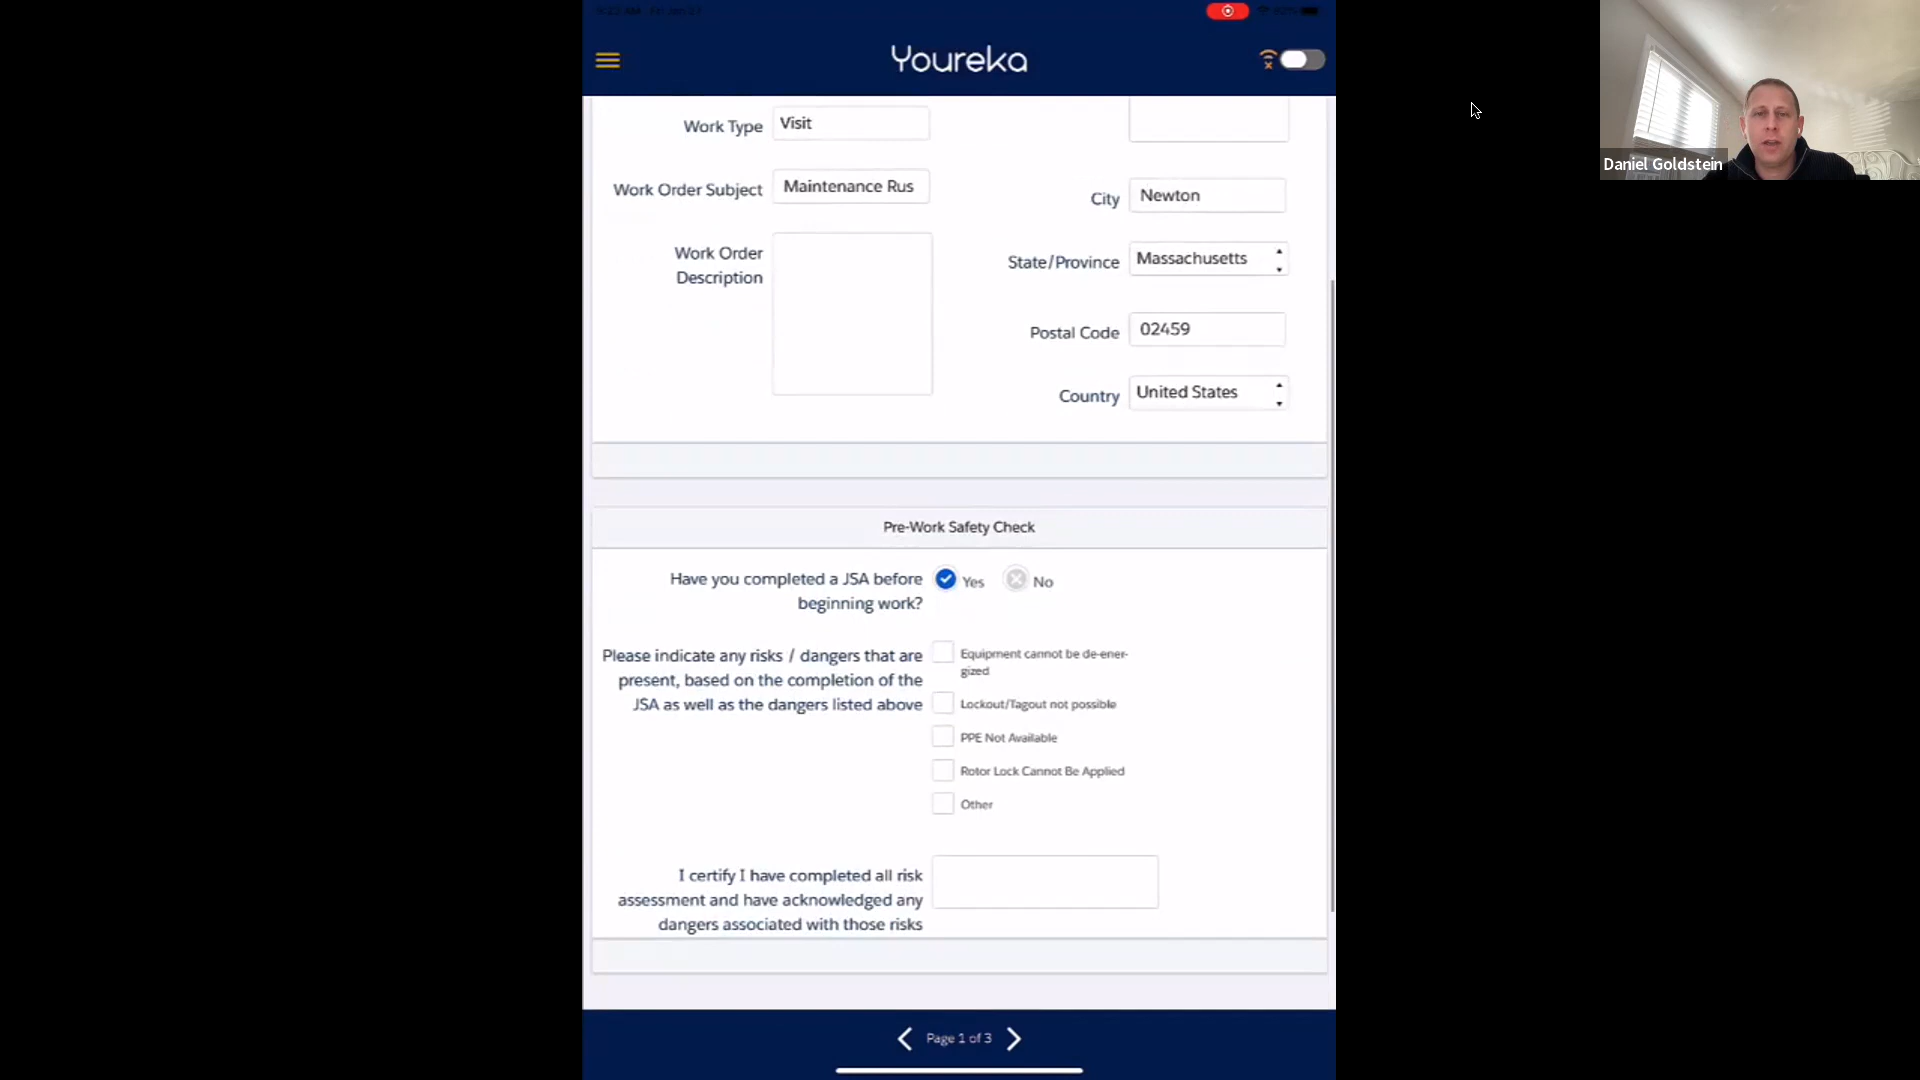 Youreka
Work Type
Visit
Work Order Subject
Maintenance Rus
City
Newton
Work Order
Description
State/Province
Massachusetts
Postal Code
02459
Country
United States
Pre-Work Safety Check
Have you completed a JSA before
beginning work?
Yes
No
Please indicate any risks / dangers that are
present, based on the completion of the
JSA as well as the dangers listed above
Equipment cannot be de-ener-
gized
Lockout/Tagout not possible
PPE Not Available
Rotor Lock Cannot Be Applied
Other
I certify I have completed all risk
assessment and have acknowledged any
dangers associated with those risks
Page 1 of 3
Daniel Goldstein